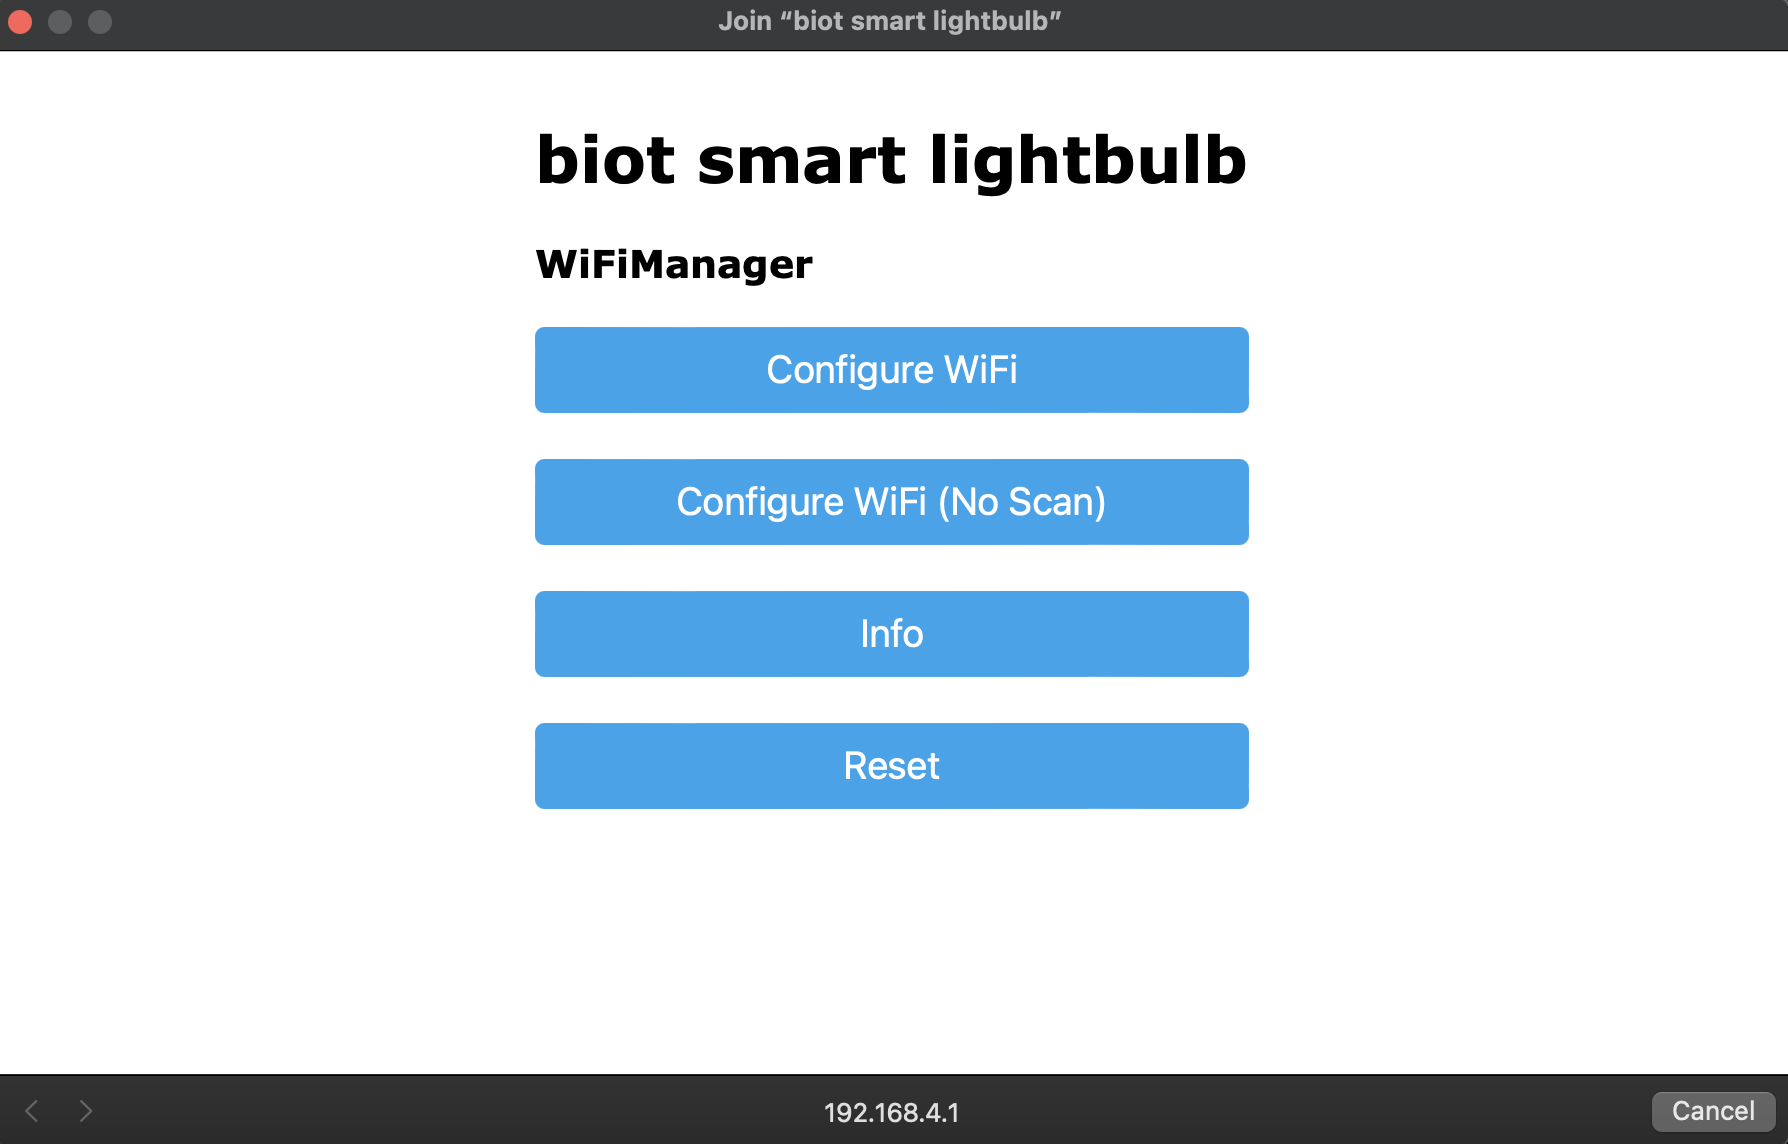 Join “biot smart lightbulb”
biot smart lightbulb
WiFiManager
Configure WiFi
Configure WiFi (No Scan)
Info
Reset
192.168.4.1
Cancel